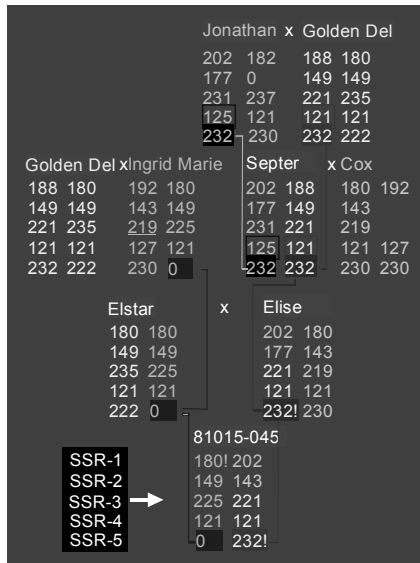 Jonathan x Golden Del
202 182 188 180
177 0 149 149
231 237 221 235
125 121 121 121
232 230 232 222
Golden Del x Ingrid Marie Septer x Cox
188 180 192 180 202 188 180 192
149 149 143 149 177 149 143
221 235 219 225 231 221 219
121 121 127 121 125 121 121 127
232 222 230 0 232 232 230 230
Elstar x Elise
180 180 202 180
149 149 177 143
235 225 221 219
121 121 121 121
222 0 232! 230
81015-045
SSR-1 180! 202
SSR-2 149 143
SSR-3 225 221
SSR-4 121 121
SSR-5 0 232!